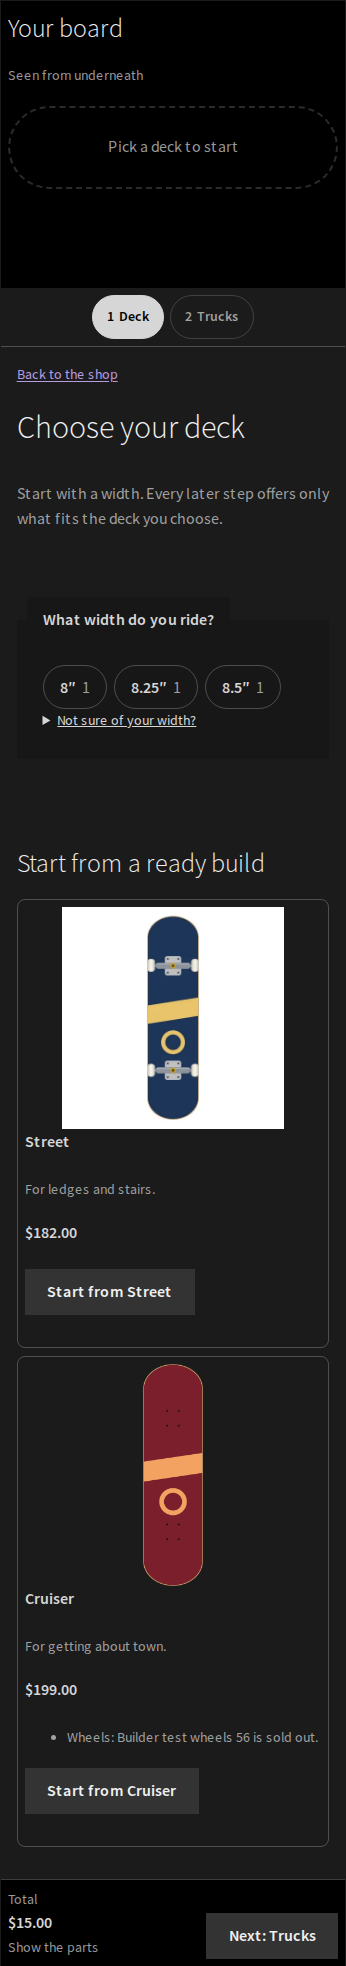 Your board
Seen from underneath
Pick a deck to start
1 Deck
2 Trucks
Back to the shop
Choose your deck
Start with a width. Every later step offers only
what fits the deck you choose.
What width do you ride?
8″ 1
8.25″ 1
8.5″ 1
Not sure of your width?
Start from a ready build
Street
For ledges and stairs.
$182.00
Start from Street
Cruiser
For getting about town.
$199.00
Wheels: Builder test wheels 56 is sold out.
Start from Cruiser
Total
$15.00
Show the parts
Next: Trucks